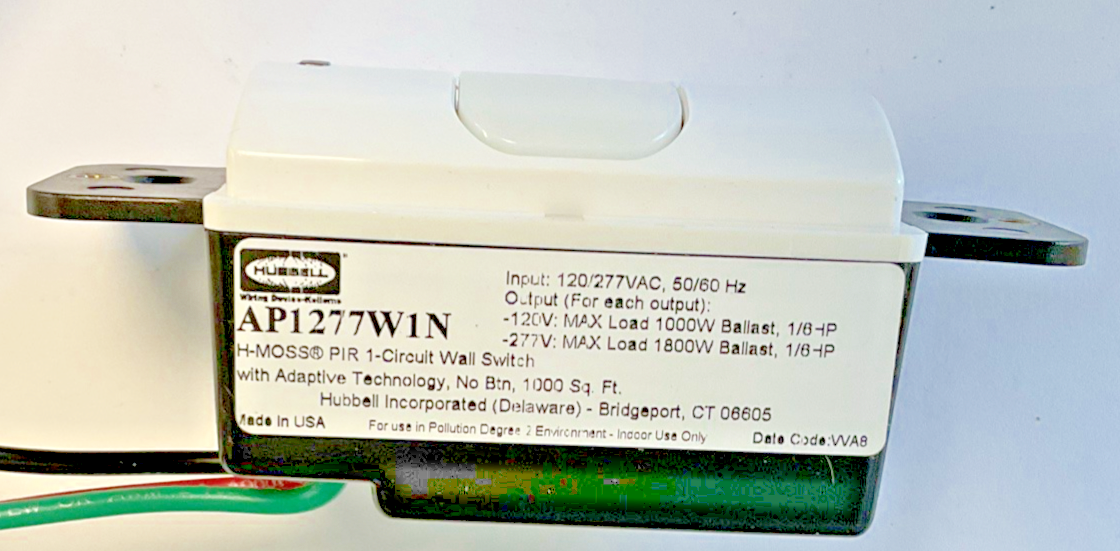 HUBBELL
Wiring Device-Kellems
AP1277W1N
H-MOSS® PIR 1-Circuit Wall Switch
with Adaptive Technology, No Btn, 1000 Sq. Ft.
Hubbell Incorporated (Delaware) - Bridgeport, CT 06605
Made In USA
For use in Pollution Degree 2 Environment - Indoor Use Only
Date Code:WA8
Input: 120/277VAC, 50/60 Hz
Output (For each output):
-120V: MAX Load 1000W Ballast, 1/6HP
-277V: MAX Load 1800W Ballast, 1/6HP